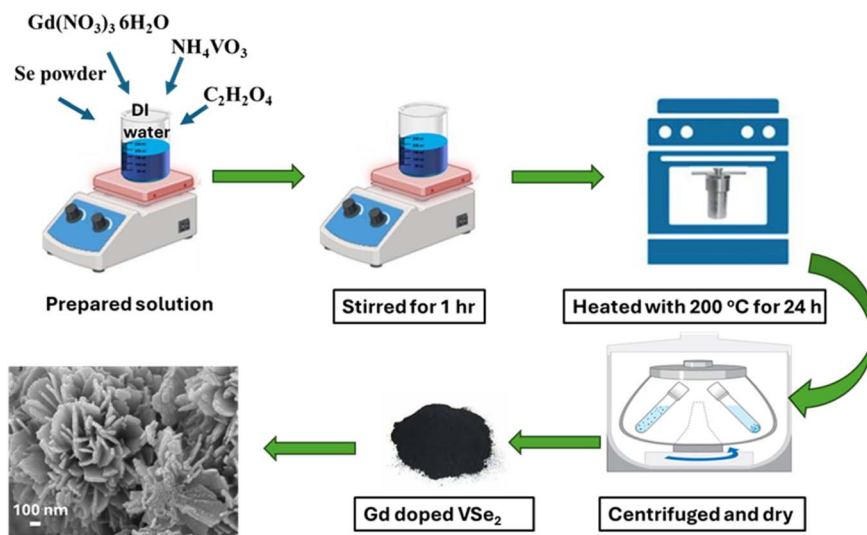 Gd(NO₃)₃ 6H₂O
NH₄VO₃
Se powder
C₂H₂O₄
DI
water
Prepared solution
Stirred for 1 hr
Heated with 200 °C for 24 h
100 nm
Gd doped VSe₂
Centrifuged and dry